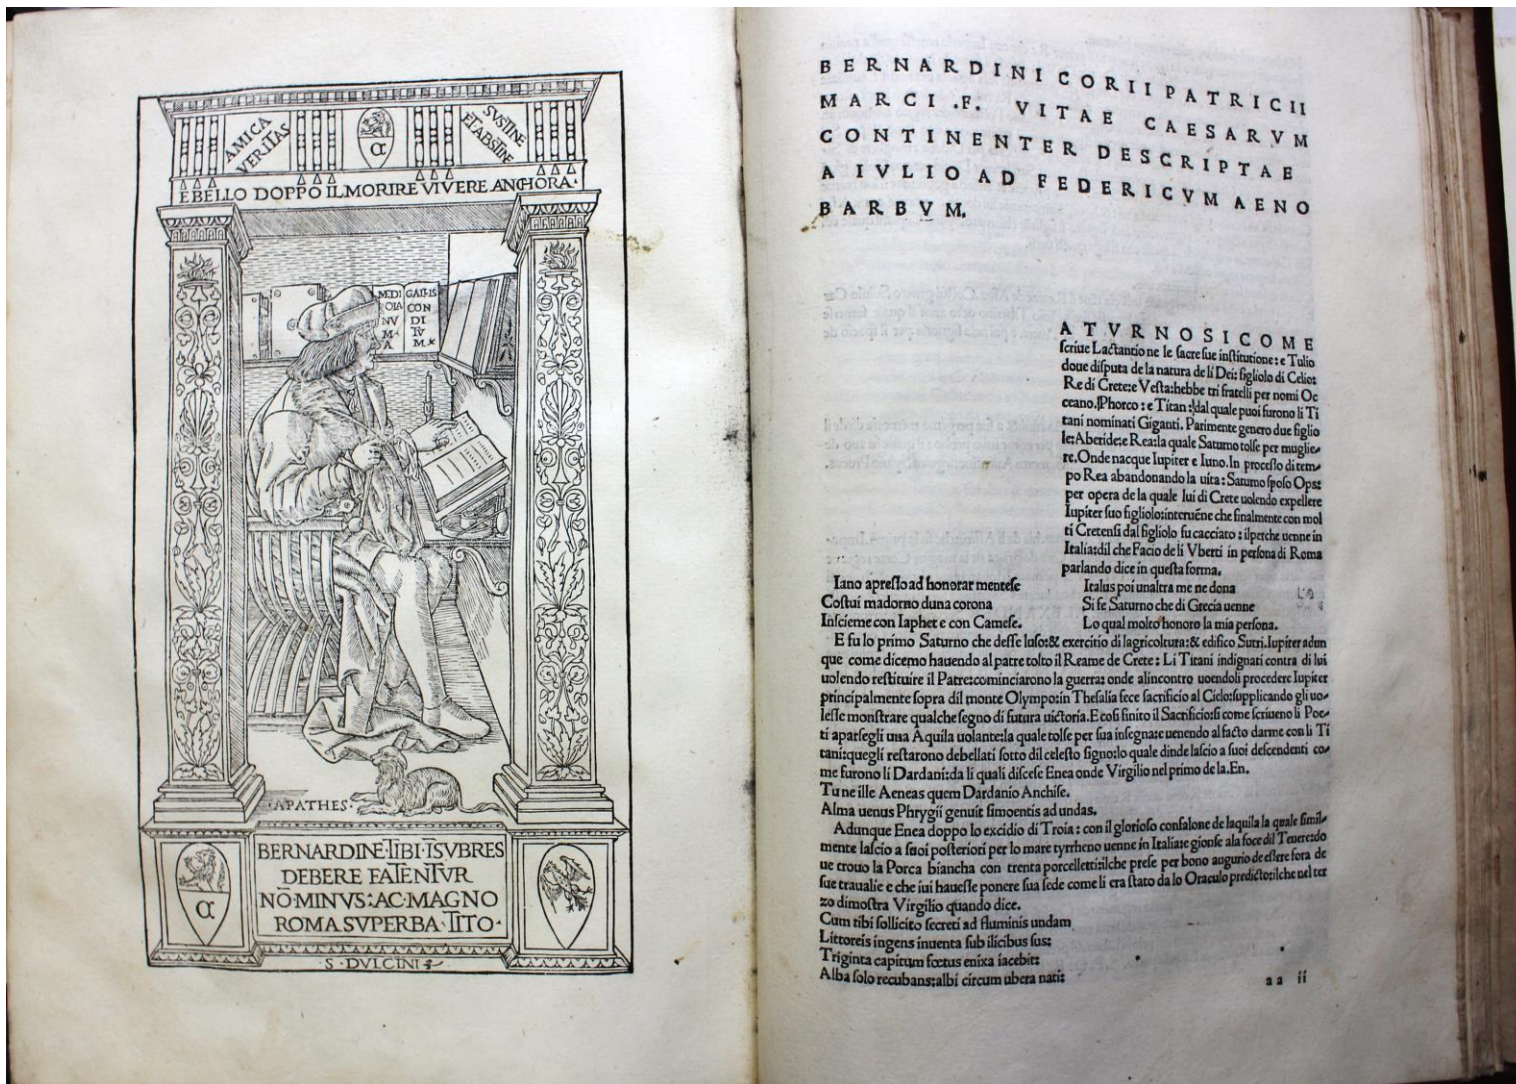 AMICA
VERITAS
SVSTINE
ET ABSTINE
E BELLO DOPPO IL MORIRE VIVERE ANCHORA·
MEDI
OLA
NV
M·
A
GALLIS
CON
DI
TV
M·
·APATHES·
BERNARDINE·TIBI·ISVBRES
DEBERE FATENTVR
NŌ·MINVS:AC·MAGNO
ROMA SVPERBA·TITO·
·S·DVLCINI
BERNARDINI CORII PATRICII
MARCI .F. VITAE CAESARVM
CONTINENTER DESCRIPTAE
A IVLIO AD FEDERICVM AENO
BARBVM.
ATVRNO SI COME
ſcriue Lactantio ne le ſacre ſue inſtitutione: e Tulio
doue diſputa de la natura de li Dei: figliolo di Celio:
Re di Crete:e Veſta:hebbe tri fratelli per nomi Oc
ceano.Phorco : e Titan :dal quale puoi furono li Ti
tani nominati Giganti. Parimente genero due figlio
le:Aberide:e Rea:la quale Saturno tolſe per muglie-
re.Onde nacque Iupiter e Iuno.In proceſſo di tem-
po Rea abandonando la uita: Saturno ſpoſo Ops:
per opera de la quale lui di Crete uolendo expellere
Iupiter ſuo figliolo:interuēne che finalmente con mol
ti Cretenſi dal figliolo fu cacciato : ilperche uenne in
Italia:dil che Facio de li Vberti in perſona di Roma
parlando dice in queſta forma.
Iano apreſſo ad honorar menteſe
Coſtui madorno duna corona
Inſcieme con Iaphet e con Cameſe.
Italus poi unaltra me ne dona
Si fe Saturno che di Grecia uenne
Lo qual molto honoro la mia perſona.
E fu lo primo Saturno che deſſe luſo:& exercitio di lagricoltura:& edifico Sutri.Iupiter adun
que come dicemo hauendo al patre tolto il Reame de Crete : Li Titani indignati contra di lui
uolendo reſtituire il Patre:cominciarono la guerra: onde alincontro uoendoli procedere Iupiter
principalmente ſopra dil monte Olympo:in Theſalia fece ſacrificio al Cielo:ſupplicando gli uo-
leſſe monſtrare qualche ſegno di futura uictoria.E coſi finito il Sacrificio:ſi come ſcriueno li Poe-
ti aparſegli una Aquila uolante:la quale tolſe per ſua inſegna:e uenendo al facto darme con li Ti
tani:quegli reſtarono debellati ſotto dil celeſto ſigno:lo quale dinde laſcio a ſuoi deſcendenti co-
me furono li Dardani:da li quali diſceſe Enea onde Virgilio nel primo de la.En.
Tu ne ille Aeneas quem Dardanio Anchiſe.
Alma uenus Phrygii genuit ſimoentis ad undas.
Adunque Enea doppo lo excidio di Troia : con il glorioſo confalone de laquila la quale ſimil-
mente laſcio a ſuoi poſteriori per lo mare tyrrheno uenne in Italia:e gionſe ala foce dil Teuere:do
ue trouo la Porca biancha con trenta porcelletti:ilche preſe per bono augurio de eſſere fora de
ſue traualie e che iui haueſſe ponere ſua ſede come li era ſtato da lo Oraculo predicto:ilche nel ter
zo dimoſtra Virgilio quando dice.
Cum tibi ſollicito ſecreti ad fluminis undam
Littoreis ingens inuenta ſub ilicibus ſus:
Triginta capitum fœtus enixa iacebit:
Alba ſolo recubans:albi circum ubera nati:
aa ii